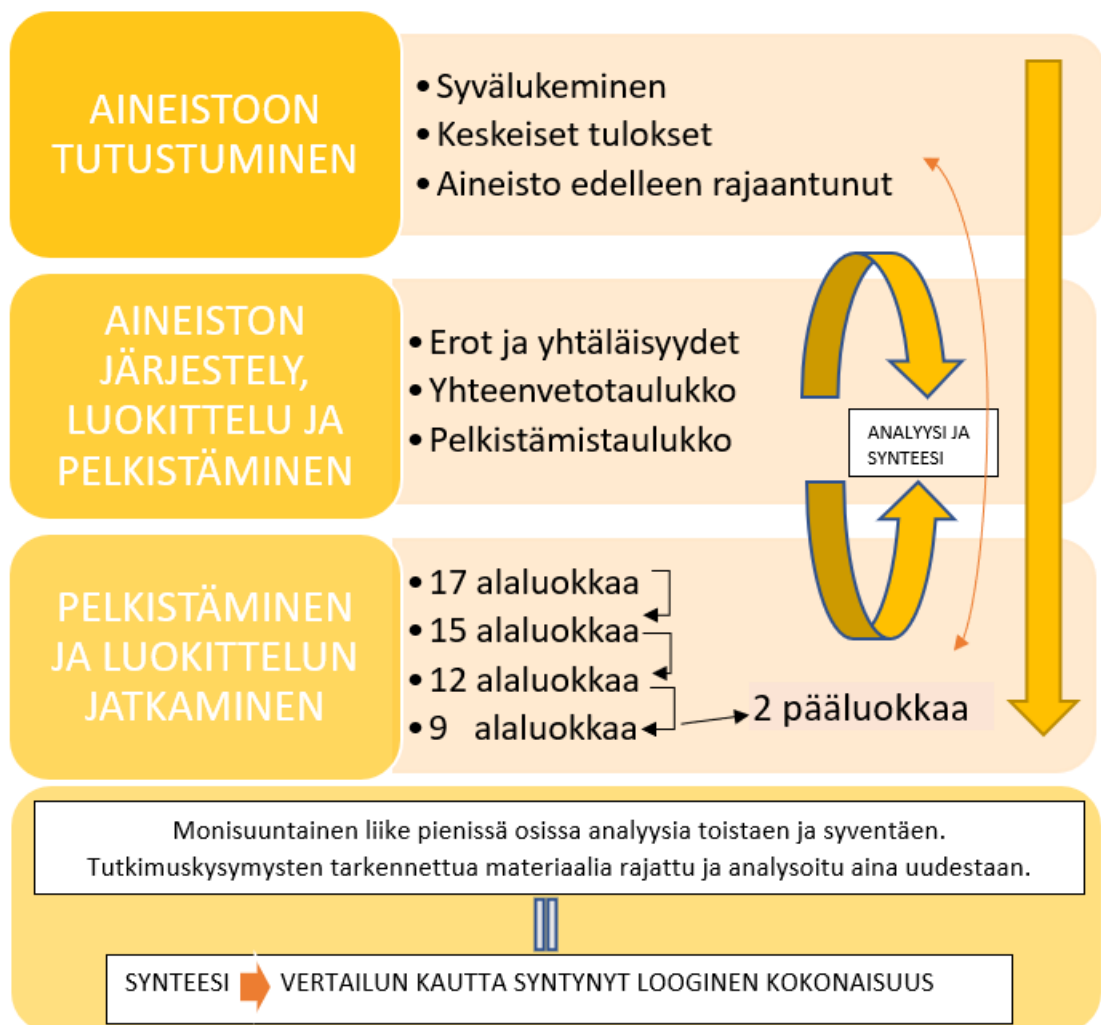 AINEISTOON
TUTUSTUMINEN
• Syvälukeminen
• Keskeiset tulokset
• Aineisto edelleen rajaantunut
AINEISTON
JÄRJESTELY,
LUOKITTELU JA
PELKISTÄMINEN
• Erot ja yhtäläisyydet
• Yhteenvetotaulukko
• Pelkistämistaulukko
ANALYYSI JA
SYNTEESI
PELKISTÄMINEN
JA LUOKITTELUN
JATKAMINEN
• 17 alaluokkaa
• 15 alaluokkaa
• 12 alaluokkaa
• 9 alaluokkaa
2 pääluokkaa
Monisuuntainen liike pienissä osissa analyysia toistaen ja syventäen.
Tutkimuskysymysten tarkennettua materiaalia rajattu ja analysoitu aina uudestaan.
SYNTEESI VERTAILUN KAUTTA SYNTYNYT LOOGINEN KOKONAISUUS